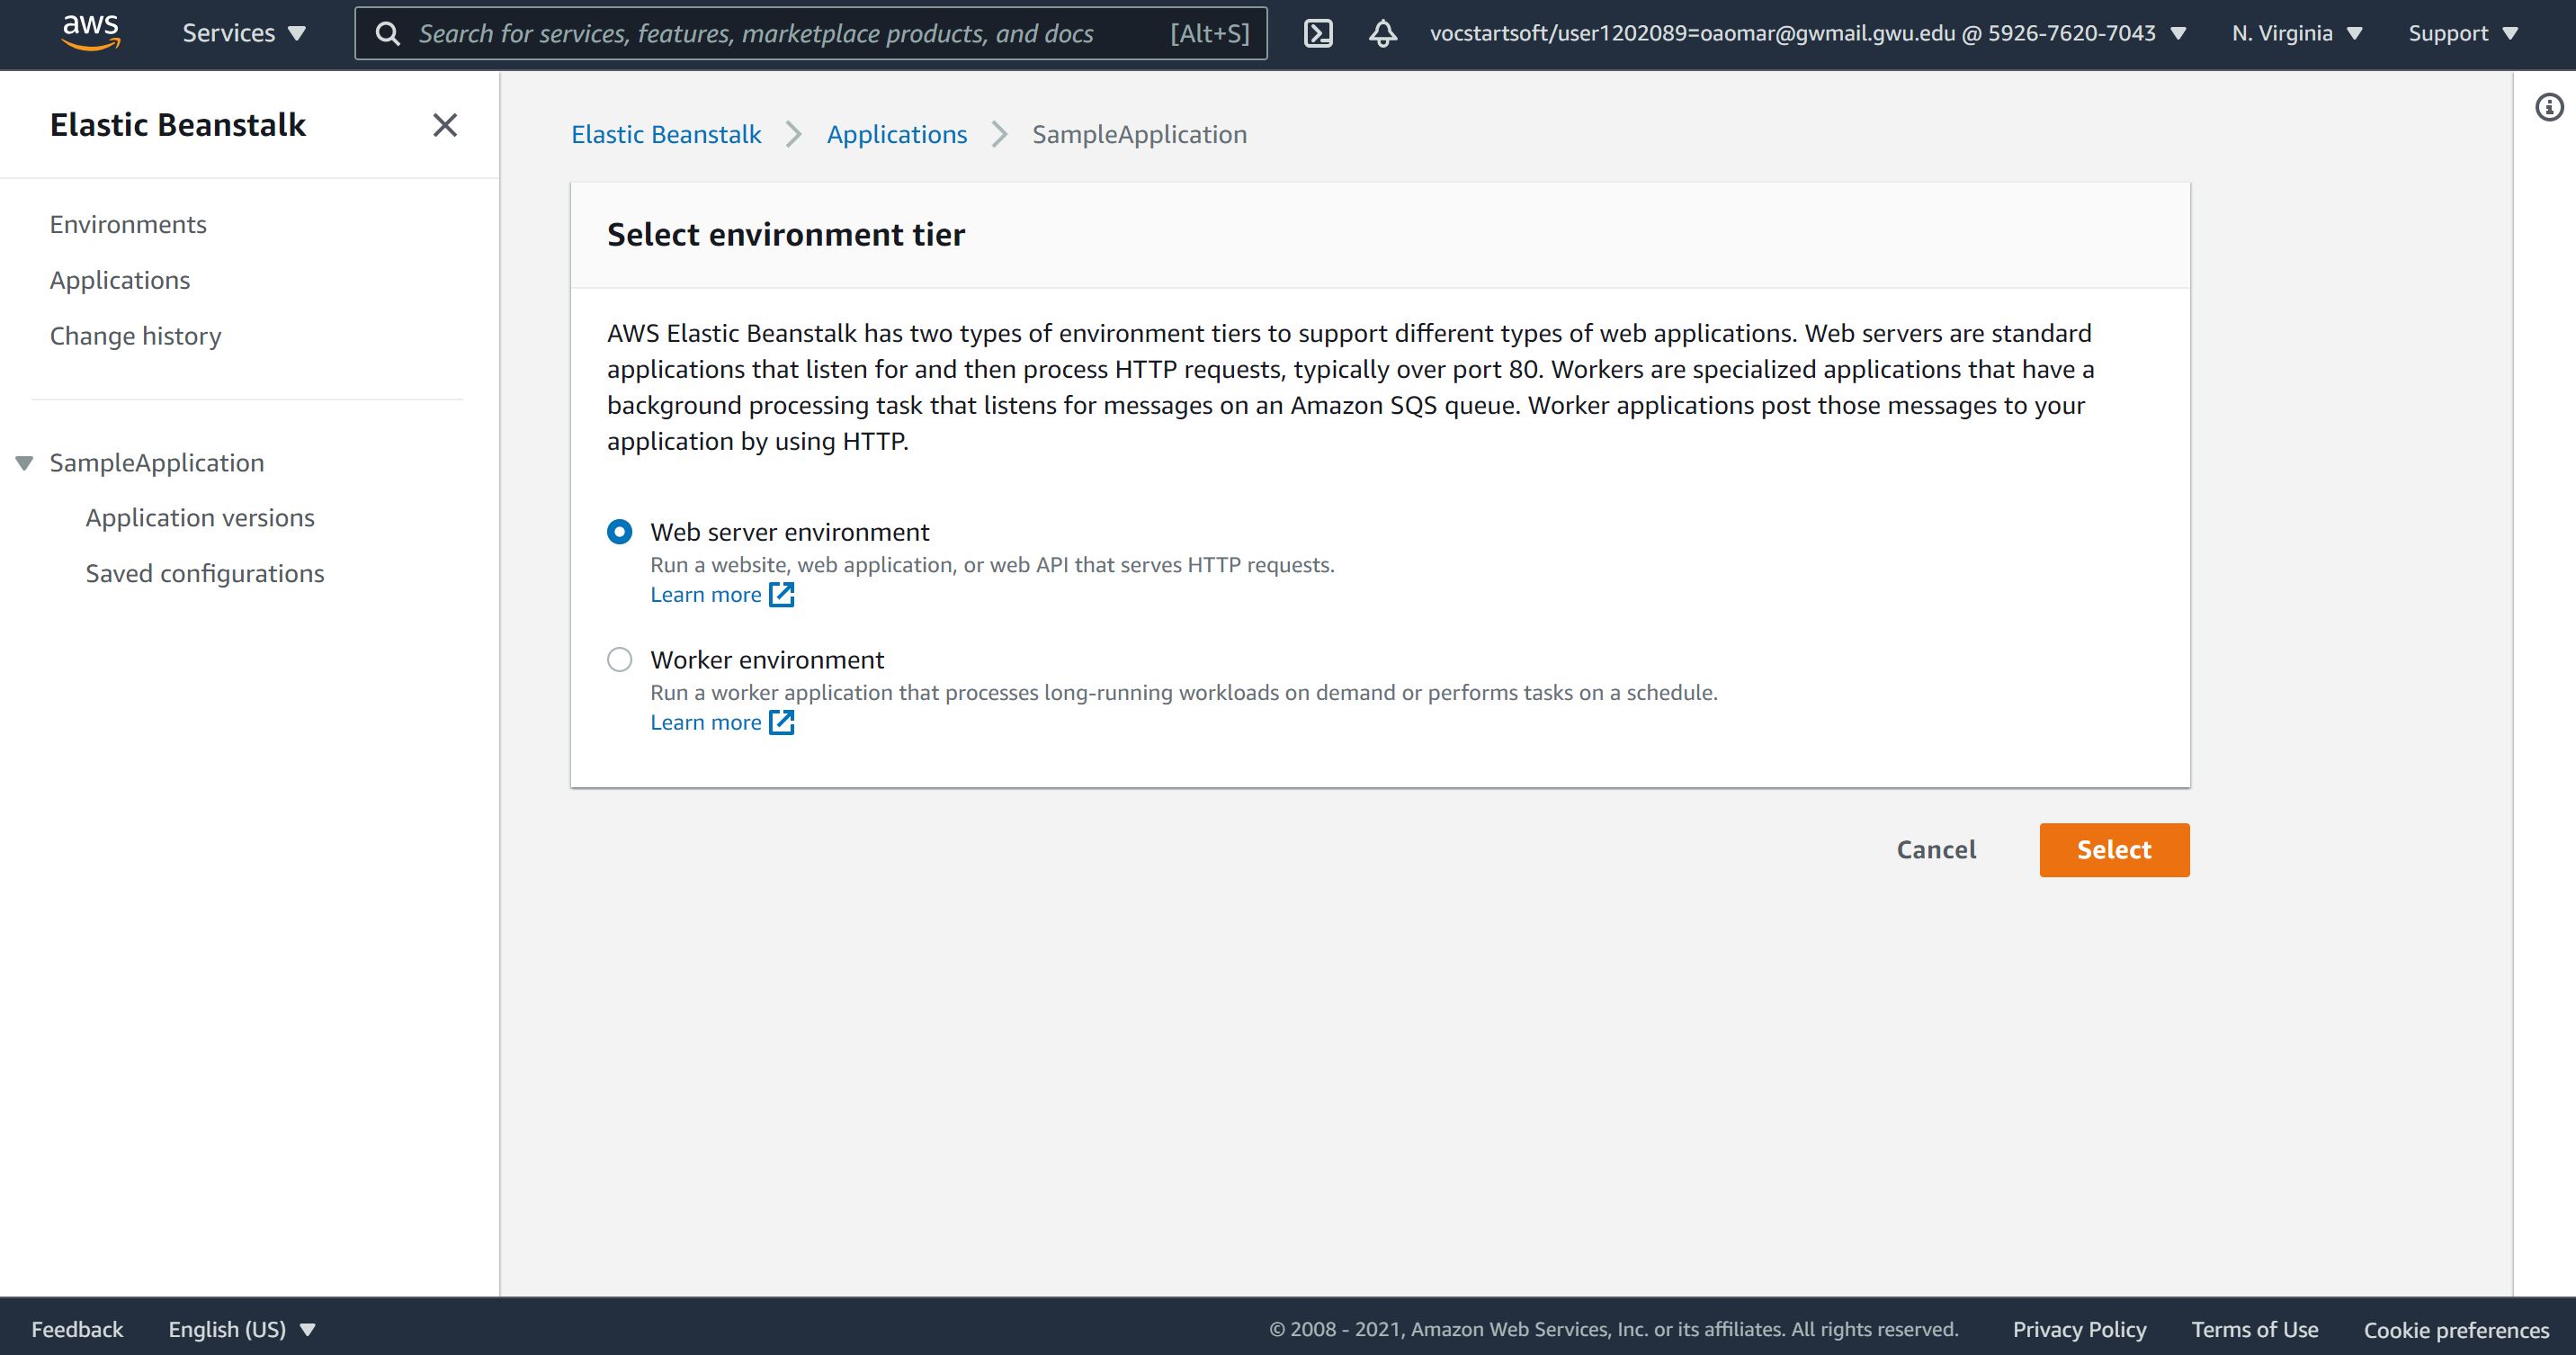 aws
Services
Search for services, features, marketplace products, and docs
[Alt+S]
vocstartsoft/user1202089=oaomar@gwmail.gwu.edu @ 5926-7620-7043
N. Virginia
Support
Elastic Beanstalk
Environments
Applications
Change history
SampleApplication
Application versions
Saved configurations
Elastic Beanstalk
Applications
SampleApplication
Select environment tier
AWS Elastic Beanstalk has two types of environment tiers to support different types of web applications. Web servers are standard
applications that listen for and then process HTTP requests, typically over port 80. Workers are specialized applications that have a
background processing task that listens for messages on an Amazon SQS queue. Worker applications post those messages to your
application by using HTTP.
Web server environment
Run a website, web application, or web API that serves HTTP requests.
Learn more
Worker environment
Run a worker application that processes long-running workloads on demand or performs tasks on a schedule.
Learn more
Cancel
Select
Feedback
English (US)
© 2008 - 2021, Amazon Web Services, Inc. or its affiliates. All rights reserved.
Privacy Policy
Terms of Use
Cookie preferences